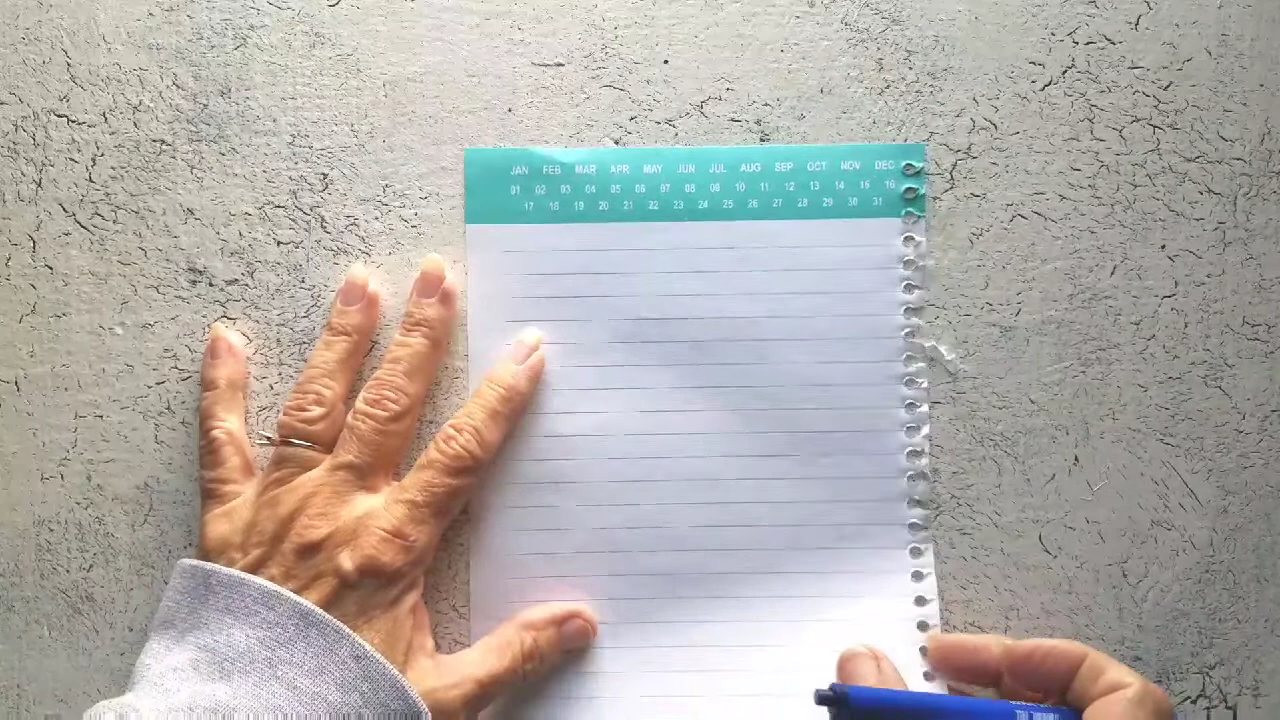 JAN FEB MAR APR MAY JUN JUL AUG SEP OCT NOV DEC
01 02 03 04 05 06 07 08 09 10 11 12 13 14 15 16
17 18 19 20 21 22 23 24 25 26 27 28 29 30 31